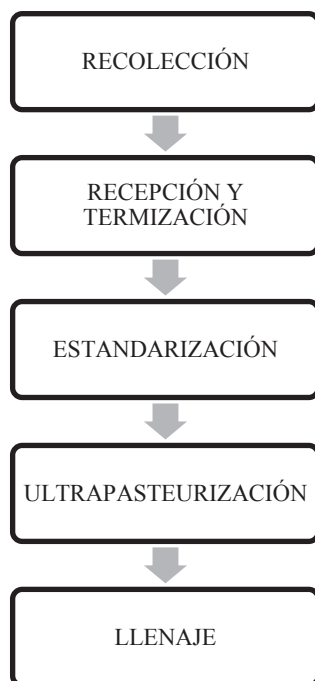 RECOLECCIÓN
RECEPCIÓN Y
TERMIZACIÓN
ESTANDARIZACIÓN
ULTRAPASTEURIZACIÓN
LLENAJE